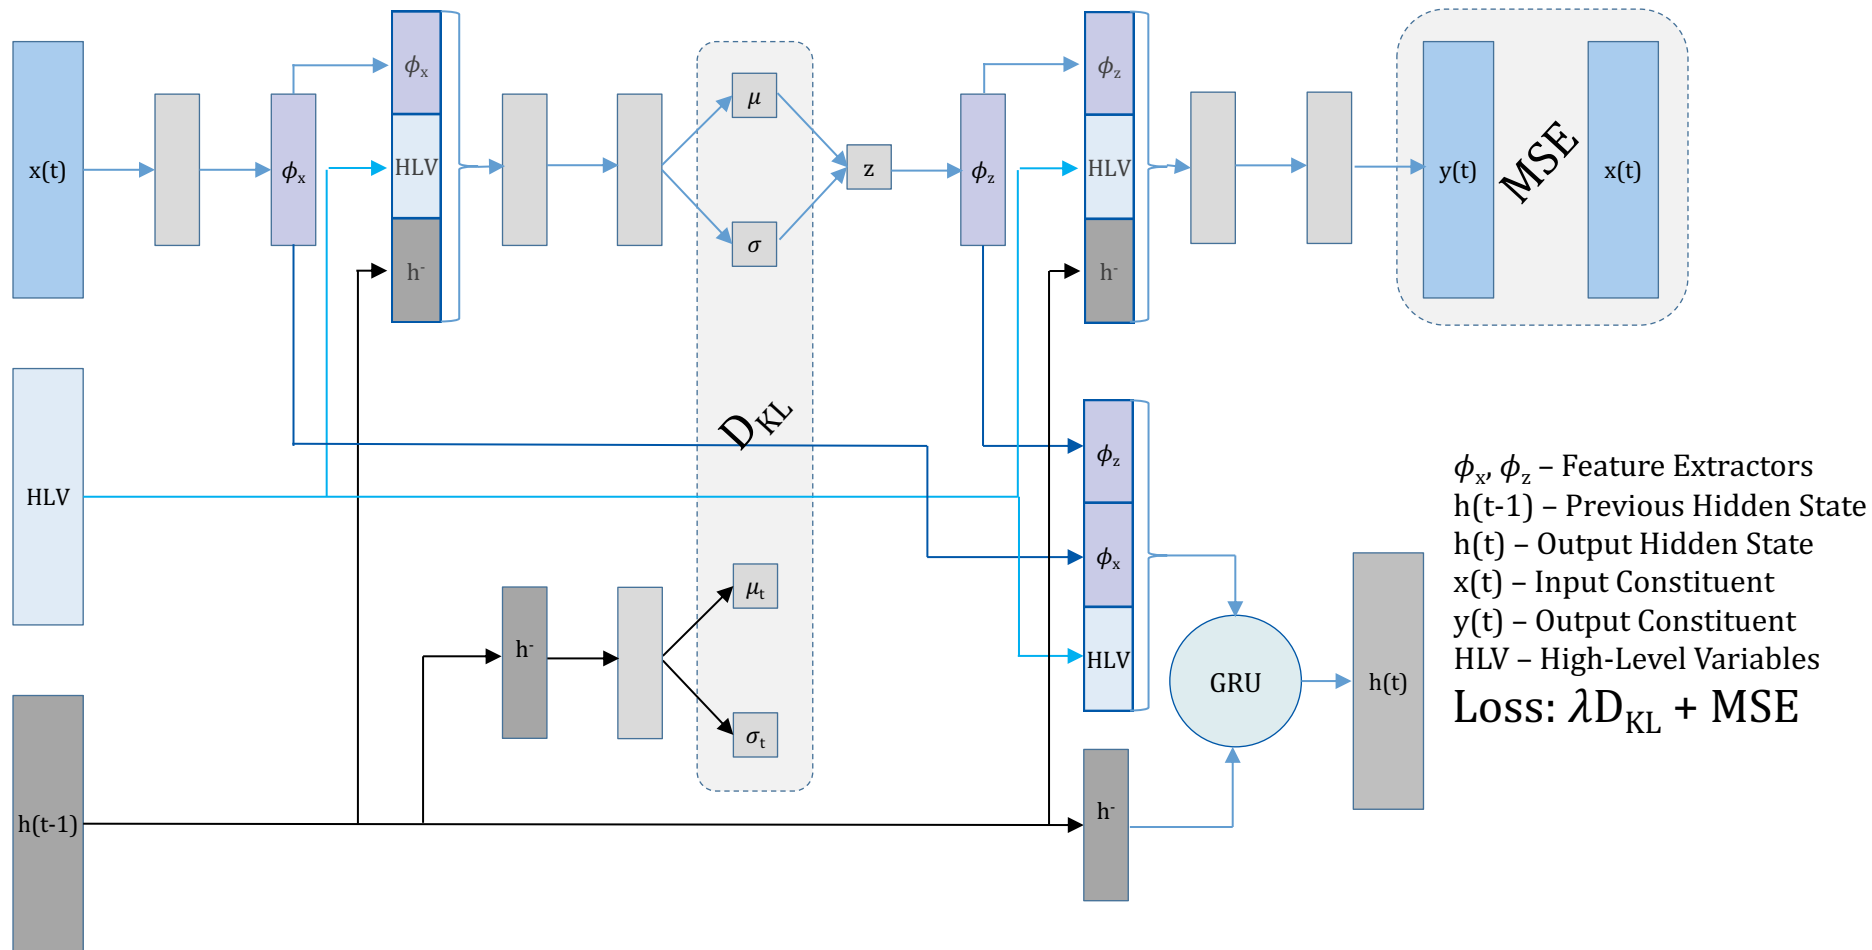 x(t)
ϕx
ϕx
HLV
h-
μ
σ
z
ϕz
ϕz
HLV
h-
y(t)
MSE
x(t)
HLV
DKL
ϕz
ϕx
HLV
h(t-1)
h-
μt
σt
h-
GRU
h(t)
ϕx, ϕz – Feature Extractors
h(t-1) – Previous Hidden State
h(t) – Output Hidden State
x(t) – Input Constituent
y(t) – Output Constituent
HLV – High-Level Variables
Loss: λDKL + MSE